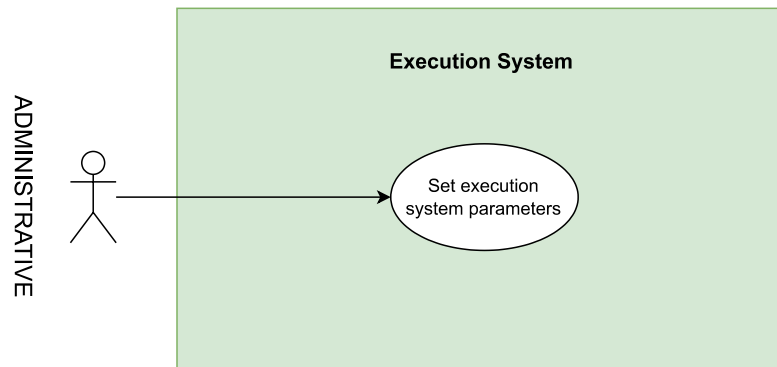 Execution System
ADMINISTRATIVE
Set execution
system parameters